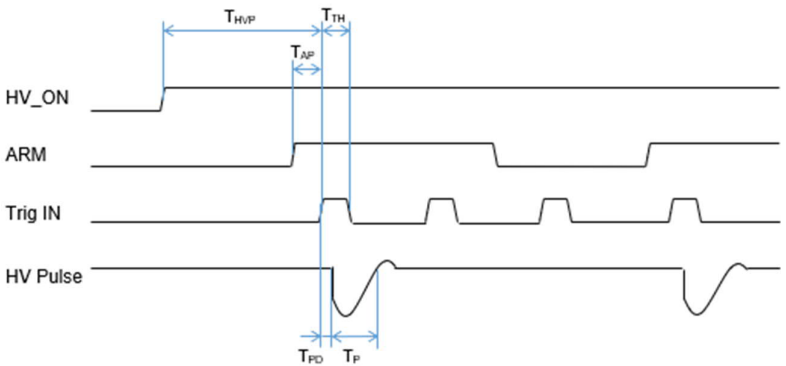 THVP
TTH
TAP
HV_ON
ARM
Trig IN
HV Pulse
TPD
TP